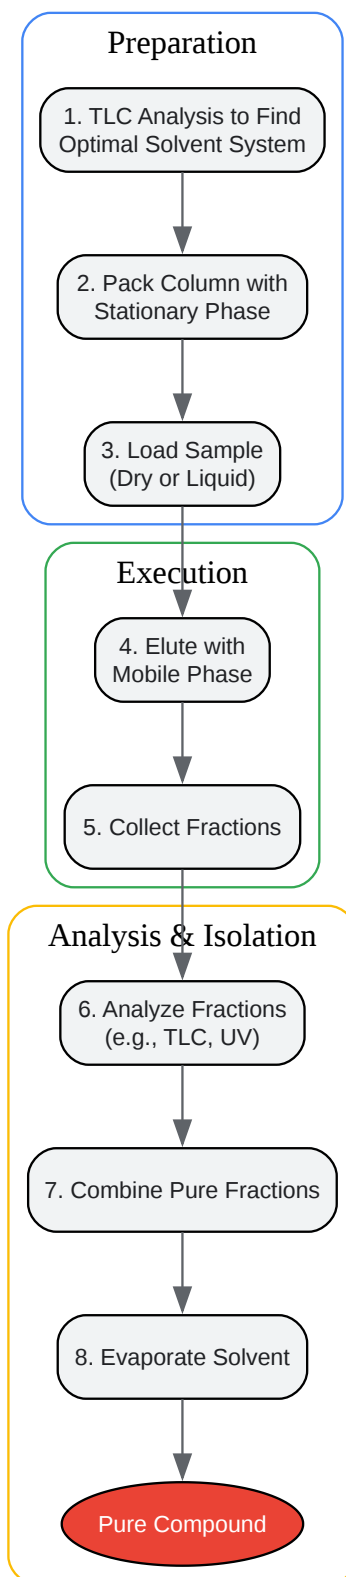 Preparation
1. TLC Analysis to Find
Optimal Solvent System
2. Pack Column with
Stationary Phase
3. Load Sample
(Dry or Liquid)
Execution
4. Elute with
Mobile Phase
5. Collect Fractions
Analysis & Isolation
6. Analyze Fractions
(e.g., TLC, UV)
7. Combine Pure Fractions
8. Evaporate Solvent
Pure Compound